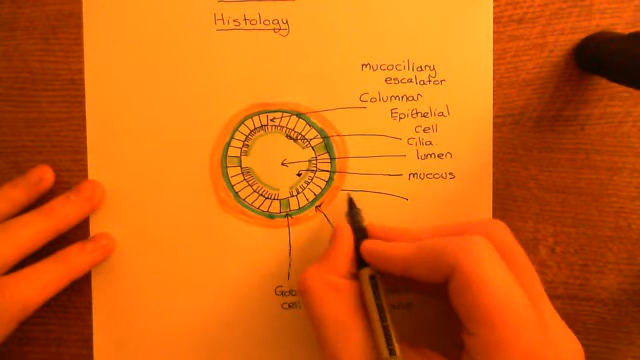 Histology
mucociliary
escalator
Columnar
Epithelial
cell
Cilia
lumen
mucous